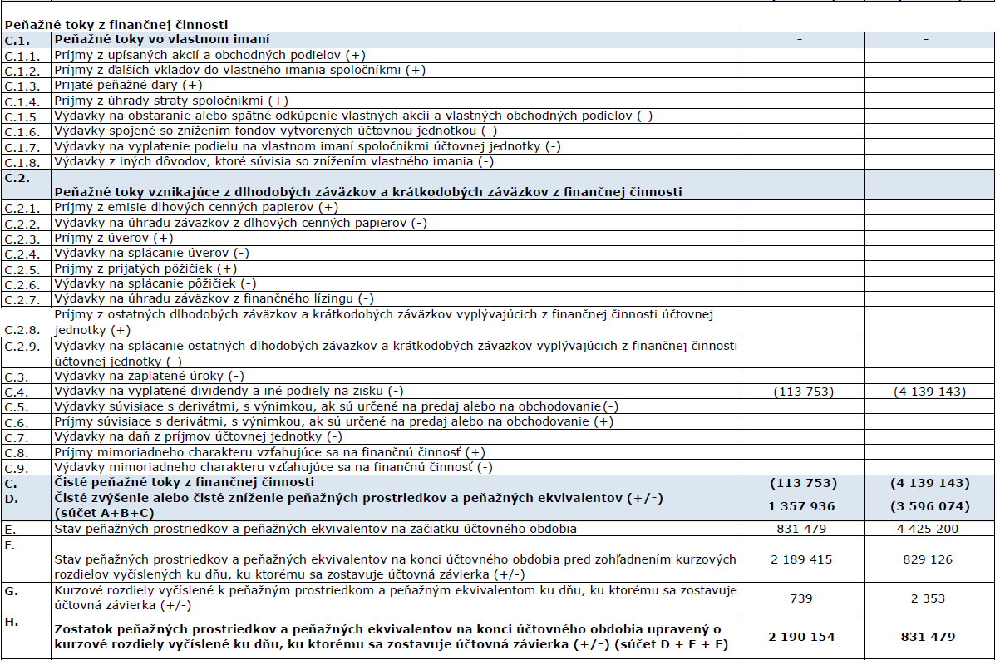 Peňažné toky z finančnej činnosti
C.1. Peňažné toky vo vlastnom imaní - -
C.1.1. Príjmy z upísaných akcií a obchodných podielov (+)
C.1.2. Príjmy z ďalších vkladov do vlastného imania spoločníkmi (+)
C.1.3. Prijaté peňažné dary (+)
C.1.4. Príjmy z úhrady straty spoločníkmi (+)
C.1.5 Výdavky na obstaranie alebo spätné odkúpenie vlastných akcií a vlastných obchodných podielov (-)
C.1.6. Výdavky spojené so znížením fondov vytvorených účtovnou jednotkou (-)
C.1.7. Výdavky na vyplatenie podielu na vlastnom imaní spoločníkmi účtovnej jednotky (-)
C.1.8. Výdavky z iných dôvodov, ktoré súvisia so znížením vlastného imania (-)
C.2. - -
Peňažné toky vznikajúce z dlhodobých záväzkov a krátkodobých záväzkov z finančnej činnosti
C.2.1. Príjmy z emisie dlhových cenných papierov (+)
C.2.2. Výdavky na úhradu záväzkov z dlhových cenných papierov (-)
C.2.3. Príjmy z úverov (+)
C.2.4. Výdavky na splácanie úverov (-)
C.2.5. Príjmy z prijatých pôžičiek (+)
C.2.6. Výdavky na splácanie pôžičiek (-)
C.2.7. Výdavky na úhradu záväzkov z finančného lízingu (-)
Príjmy z ostatných dlhodobých záväzkov a krátkodobých záväzkov vyplývajúcich z finančnej činnosti účtovnej
C.2.8. jednotky (+)
C.2.9. Výdavky na splácanie ostatných dlhodobých záväzkov a krátkodobých záväzkov vyplývajúcich z finančnej činnosti
účtovnej jednotky (-)
C.3. Výdavky na zaplatené úroky (-)
C.4. Výdavky na vyplatené dividendy a iné podiely na zisku (-) (113 753) (4 139 143)
C.5. Výdavky súvisiace s derivátmi, s výnimkou, ak sú určené na predaj alebo na obchodovanie (-)
C.6. Príjmy súvisiace s derivátmi, s výnimkou, ak sú určené na predaj alebo na obchodovanie (+)
C.7. Výdavky na daň z príjmov účtovnej jednotky (-)
C.8. Príjmy mimoriadneho charakteru vzťahujúce sa na finančnú činnosť (+)
C.9. Výdavky mimoriadneho charakteru vzťahujúce sa na finančnú činnosť (-)
C. Čisté peňažné toky z finančnej činnosti (113 753) (4 139 143)
D. Čisté zvýšenie alebo čisté zníženie peňažných prostriedkov a peňažných ekvivalentov (+/-)
(súčet A+B+C) 1 357 936 (3 596 074)
E. Stav peňažných prostriedkov a peňažných ekvivalentov na začiatku účtovného obdobia 831 479 4 425 200
F.
Stav peňažných prostriedkov a peňažných ekvivalentov na konci účtovného obdobia pred zohľadnením kurzových 2 189 415 829 126
rozdielov vyčíslených ku dňu, ku ktorému sa zostavuje účtovná závierka (+/-)
G. Kurzové rozdiely vyčíslené k peňažným prostriedkom a peňažným ekvivalentom ku dňu, ku ktorému sa zostavuje
účtovná závierka (+/-) 739 2 353
H.
Zostatok peňažných prostriedkov a peňažných ekvivalentov na konci účtovného obdobia upravený o
kurzové rozdiely vyčíslené ku dňu, ku ktorému sa zostavuje účtovná závierka (+/-) (súčet D + E + F) 2 190 154 831 479